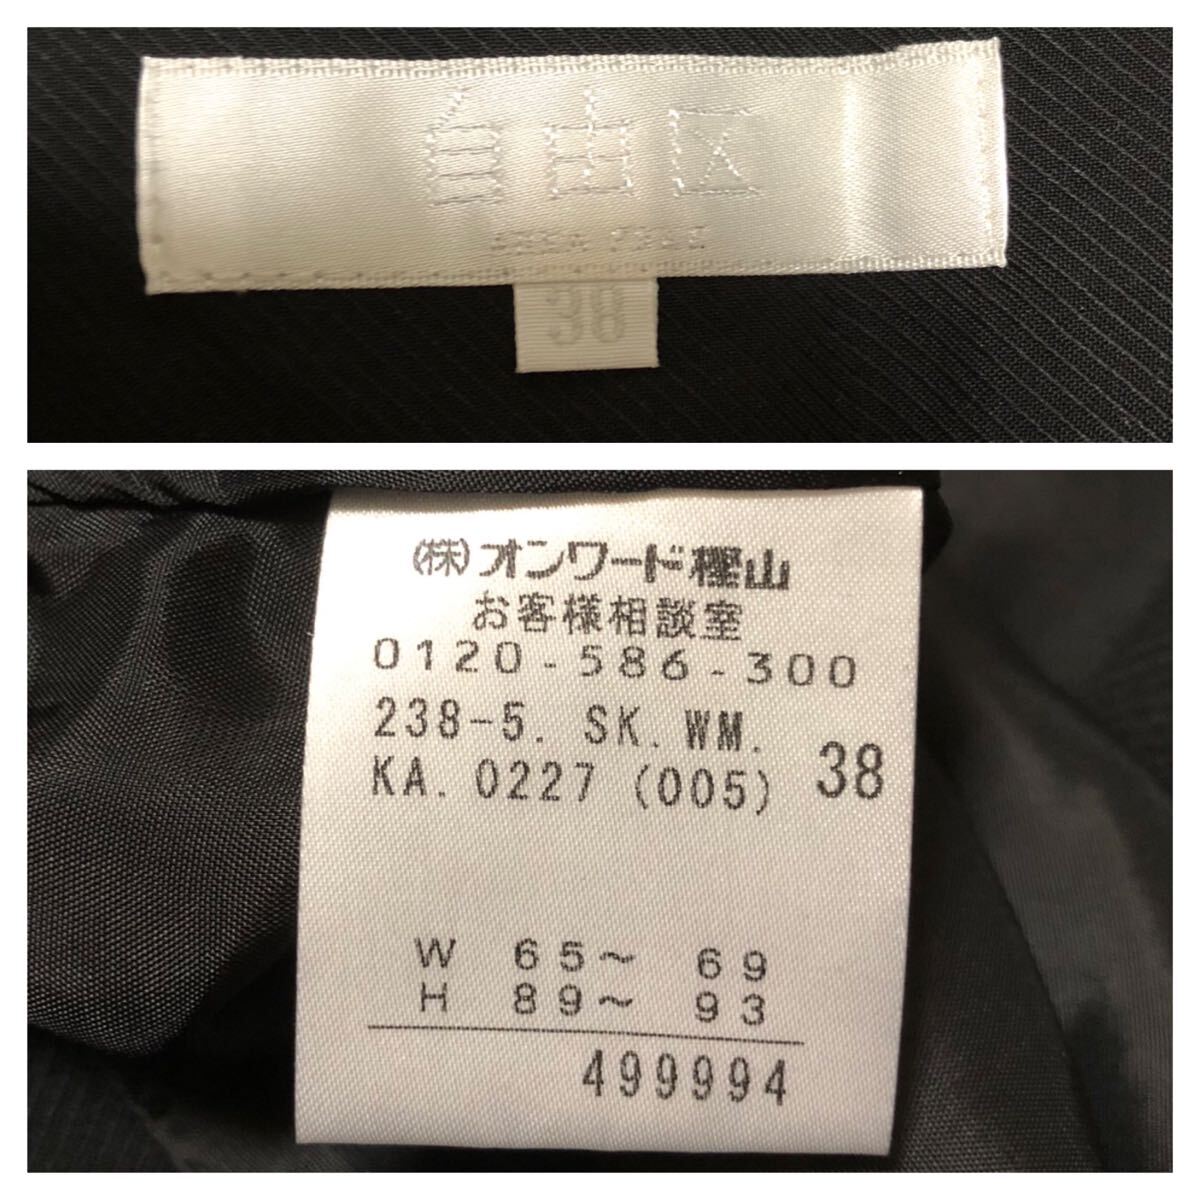 自由区
38
(株)オンワード樫山
お客様相談室
0120-586-300
238-5. SK. WM.
KA. 0227 (005) 38
W 65〜 69
H 89〜 93
499994